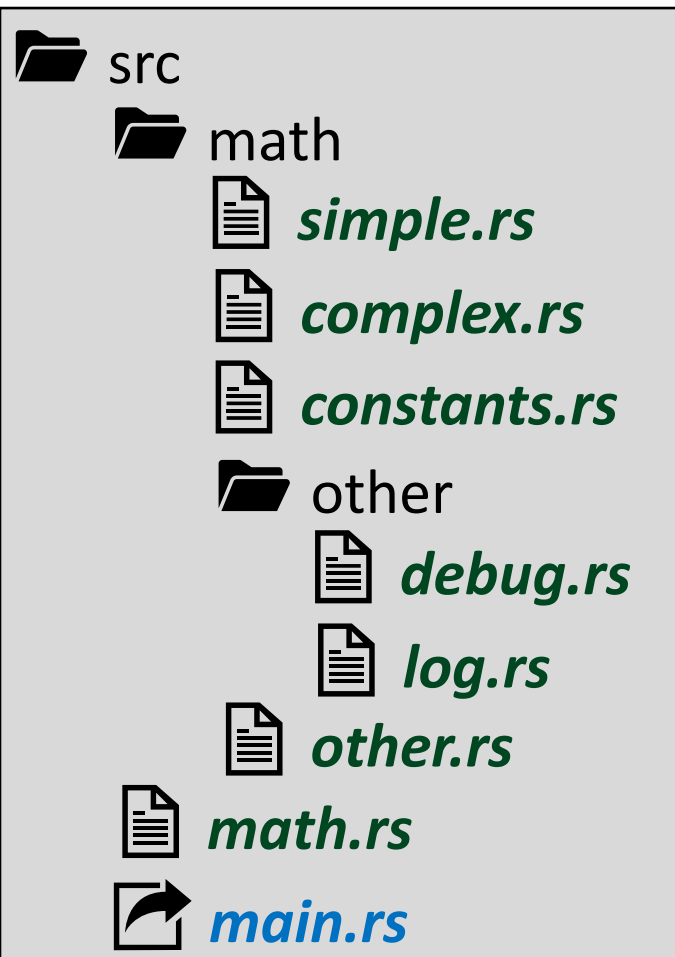 src
math
simple.rs
complex.rs
constants.rs
other
debug.rs
log.rs
other.rs
math.rs
main.rs